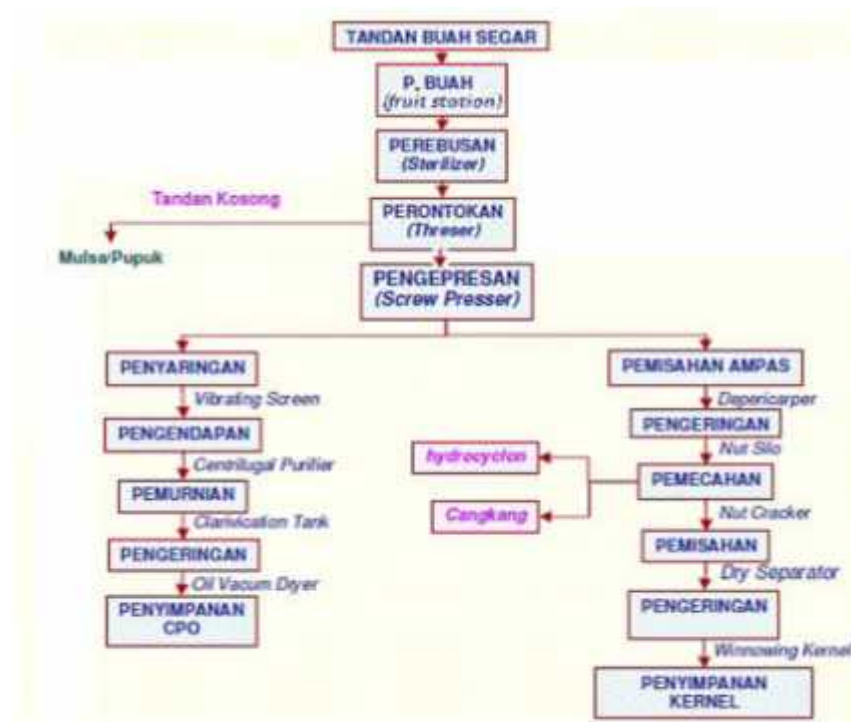 TANDAN BUAH SEGAR
P. BUAH
(fruit station)
PEREBUSAN
(Sterilizer)
Tandan Kosong
PERONTOKAN
(Threser)
Mulsa/Pupuk
PENGEPRESAN
(Screw Presser)
PENYARINGAN
Vibrating Screen
PENGENDAPAN
Centrifugal Purifier
PEMURNIAN
Clarivication Tank
PENGERINGAN
Oil Vacum Dryer
PENYIMPANAN
CPO
PEMISAHAN AMPAS
Depericarper
PENGERINGAN
Nut Silo
hydrocyclon
PEMECAHAN
Cangkang
Nut Cracker
PEMISAHAN
Dry Separator
PENGERINGAN
Winnowing Kernel
PENYIMPANAN
KERNEL